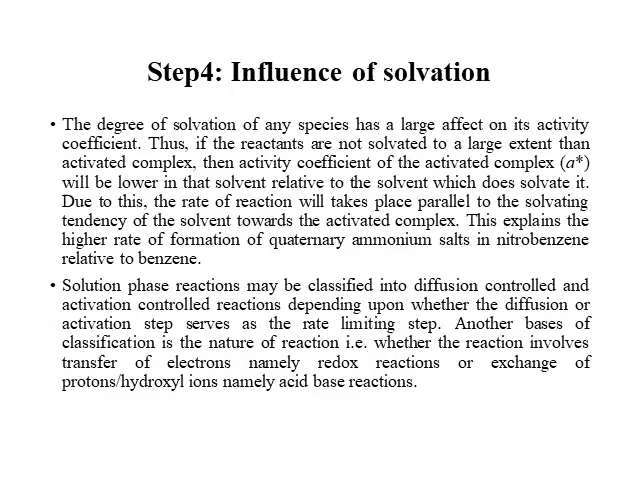 Step4: Influence of solvation
• The degree of solvation of any species has a large affect on its activity
coefficient. Thus, if the reactants are not solvated to a large extent than
activated complex, then activity coefficient of the activated complex (a*)
will be lower in that solvent relative to the solvent which does solvate it.
Due to this, the rate of reaction will takes place parallel to the solvating
tendency of the solvent towards the activated complex. This explains the
higher rate of formation of quaternary ammonium salts in nitrobenzene
relative to benzene.
• Solution phase reactions may be classified into diffusion controlled and
activation controlled reactions depending upon whether the diffusion or
activation step serves as the rate limiting step. Another bases of
classification is the nature of reaction i.e. whether the reaction involves
transfer of electrons namely redox reactions or exchange of
protons/hydroxyl ions namely acid base reactions.